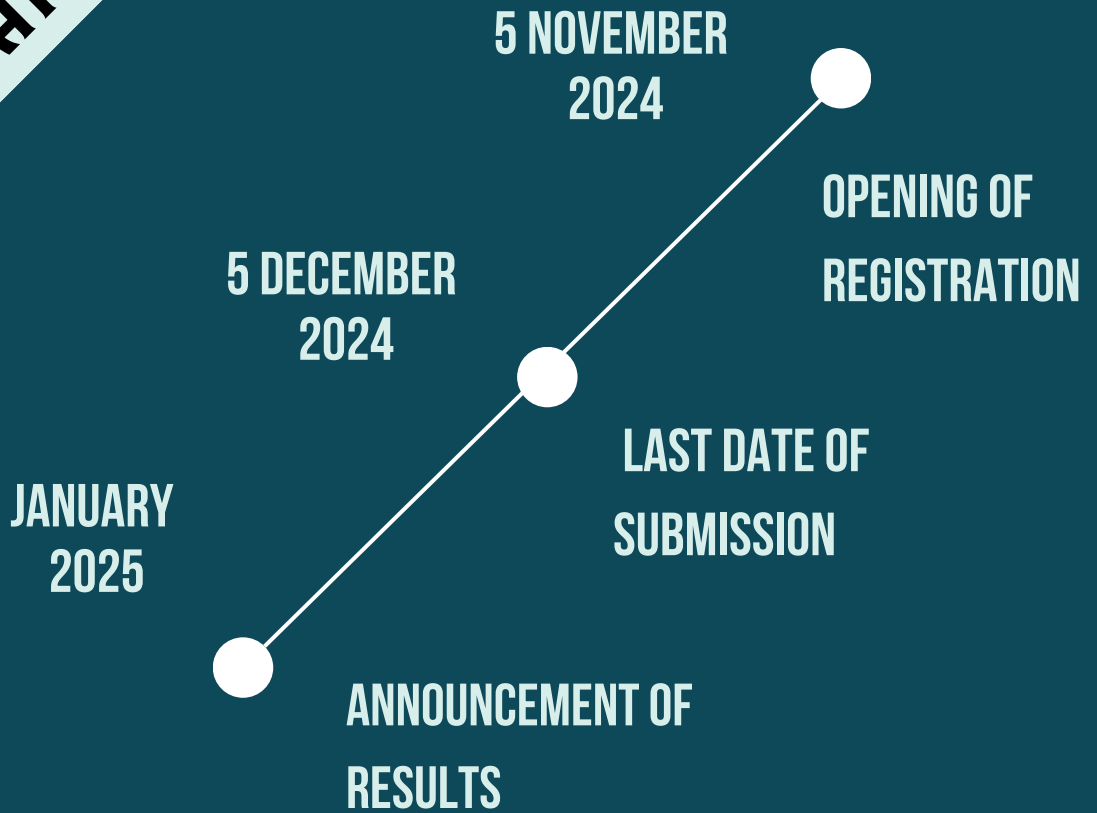 5 NOVEMBER
2024
OPENING OF
REGISTRATION
5 DECEMBER
2024
LAST DATE OF
SUBMISSION
JANUARY
2025
ANNOUNCEMENT OF
RESULTS